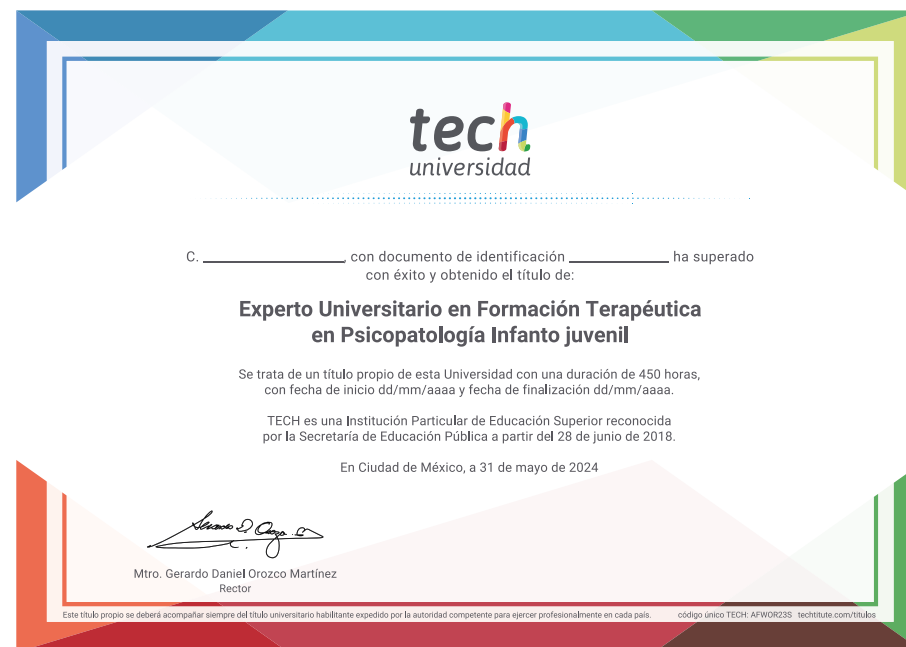 tech
universidad
C. ____________________, con documento de identificación ______________ ha superado
con éxito y obtenido el título de:
Experto Universitario en Formación Terapéutica
en Psicopatología Infanto juvenil
Se trata de un título propio de esta Universidad con una duración de 450 horas,
con fecha de inicio dd/mm/aaaa y fecha de finalización dd/mm/aaaa.
TECH es una Institución Particular de Educación Superior reconocida
por la Secretaría de Educación Pública a partir del 28 de junio de 2018.
En Ciudad de México, a 31 de mayo de 2024
Mtro. Gerardo Daniel Orozco Martínez
Rector
Este título propio se deberá acompañar siempre del título universitario habilitante expedido por la autoridad competente para ejercer profesionalmente en cada país. código único TECH: AFWOR23S techtitute.com/titulos